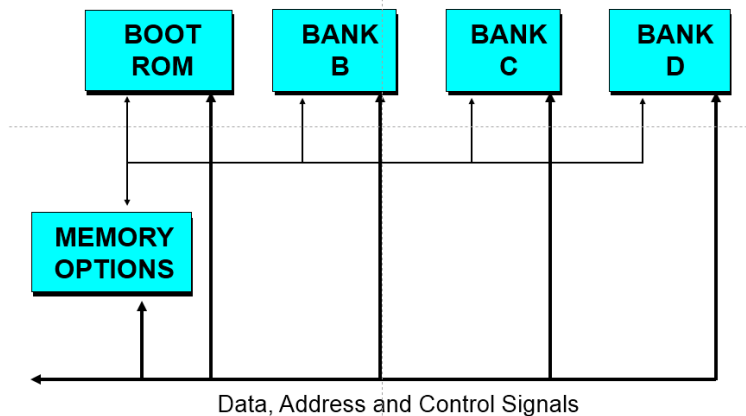 BOOT
ROM
BANK
B
BANK
C
BANK
D
MEMORY
OPTIONS
Data, Address and Control Signals